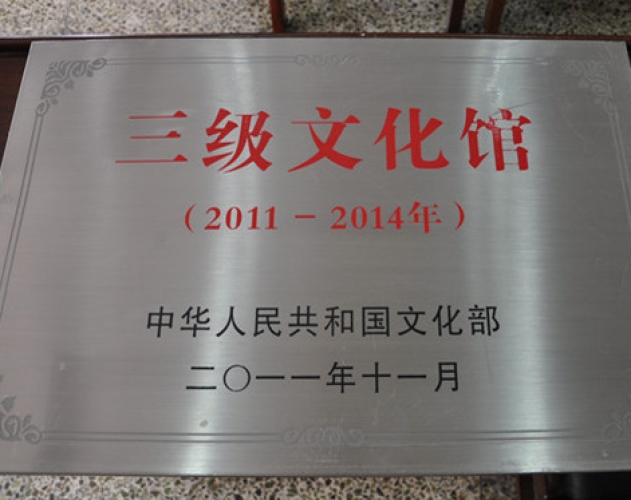 三级文化馆
（2011－2014年）
中华人民共和国文化部
二〇一一年十一月